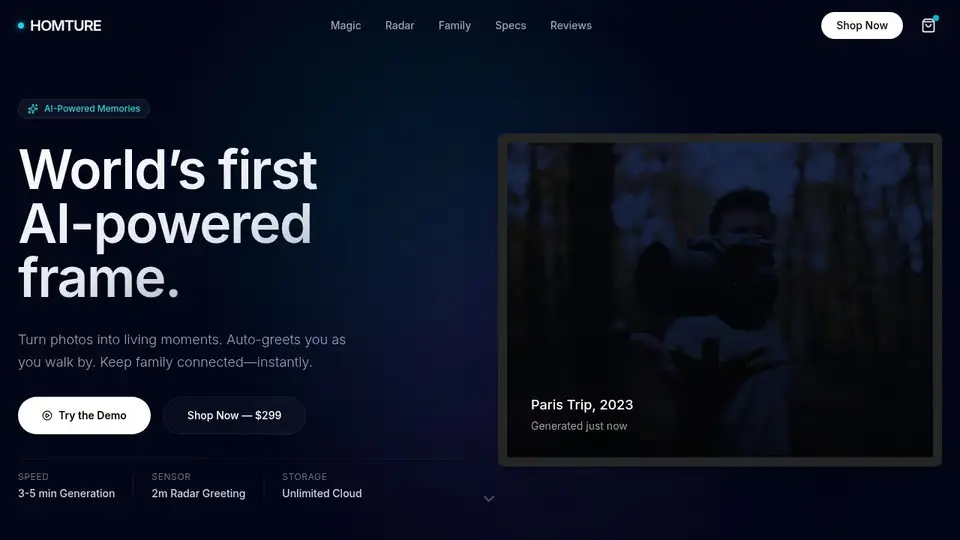 HOMTURE
Magic
Radar
Family
Specs
Reviews
Shop Now
AI-Powered Memories
World’s first
AI-powered
frame.
Turn photos into living moments. Auto-greets you as
you walk by. Keep family connected—instantly.
Try the Demo
Shop Now — $299
SPEED
3-5 min Generation
SENSOR
2m Radar Greeting
STORAGE
Unlimited Cloud
Paris Trip, 2023
Generated just now